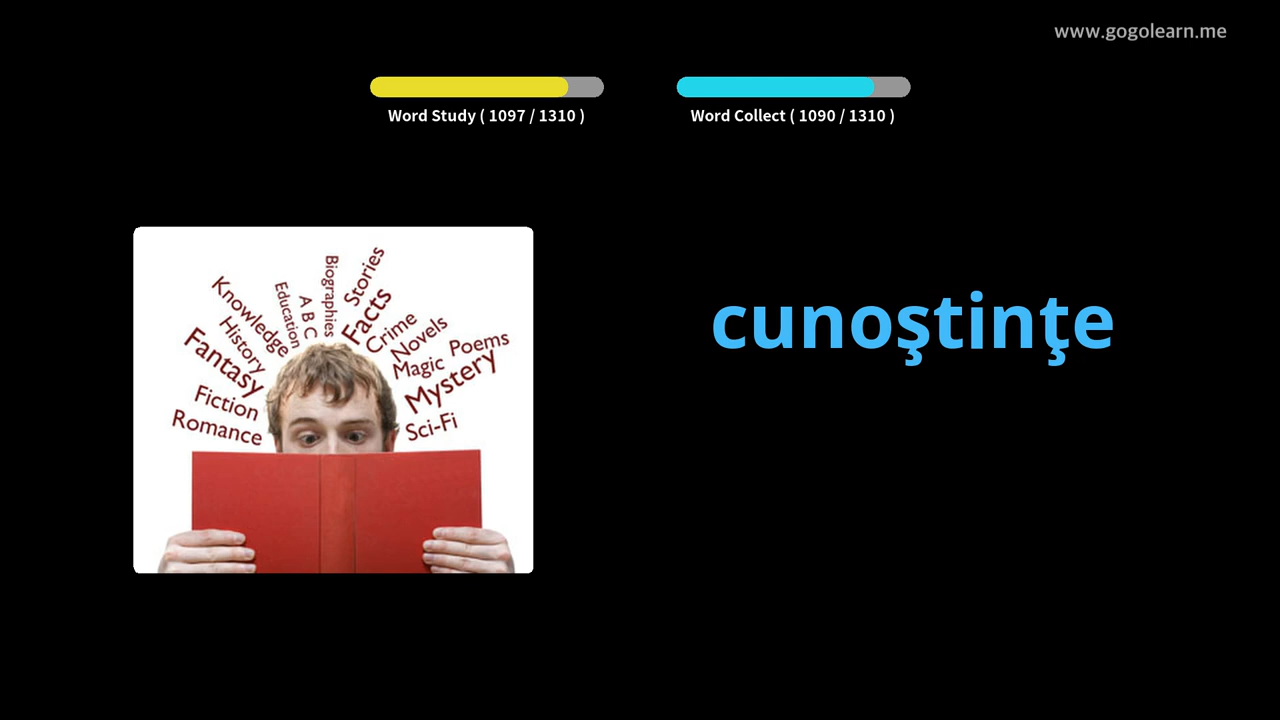 www.gogolearn.me
Word Study ( 1097 / 1310 )
Word Collect ( 1090 / 1310 )
Biographies
Stories
Knowledge
Education
A B C
Facts
Crime
History
Novels
Fantasy
Magic
Poems
Mystery
Fiction
Romance
Sci-Fi
cunoştinţe